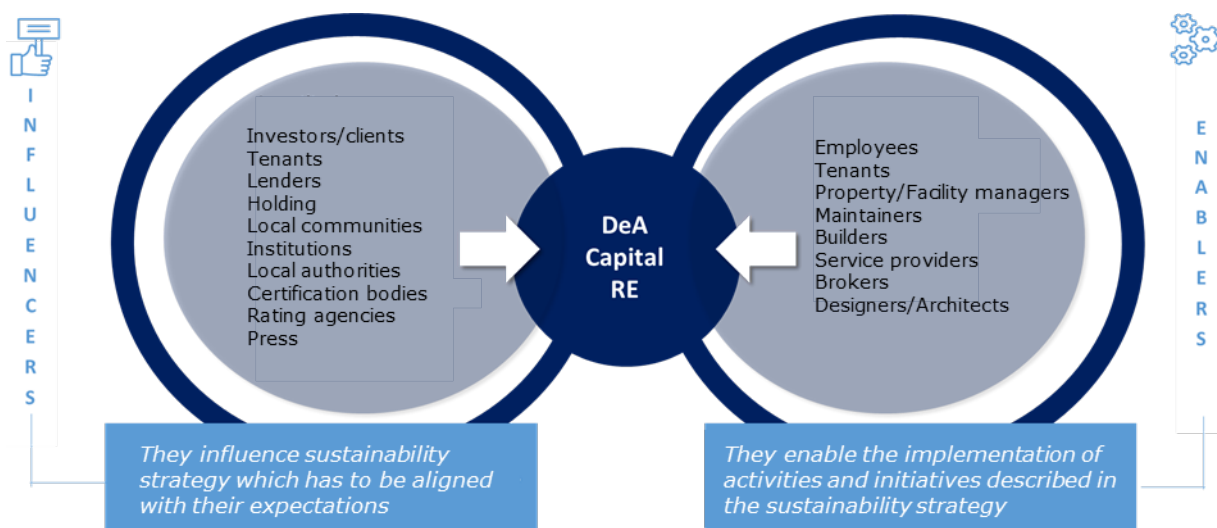 INFLUENCERS
Investors/clients
Tenants
Lenders
Holding
Local communities
Institutions
Local authorities
Certification bodies
Rating agencies
Press
DeA
Capital
RE
Employees
Tenants
Property/Facility managers
Maintainers
Builders
Service providers
Brokers
Designers/Architects
ENABLERS
They influence sustainability
strategy which has to be aligned
with their expectations
They enable the implementation of
activities and initiatives described in
the sustainability strategy